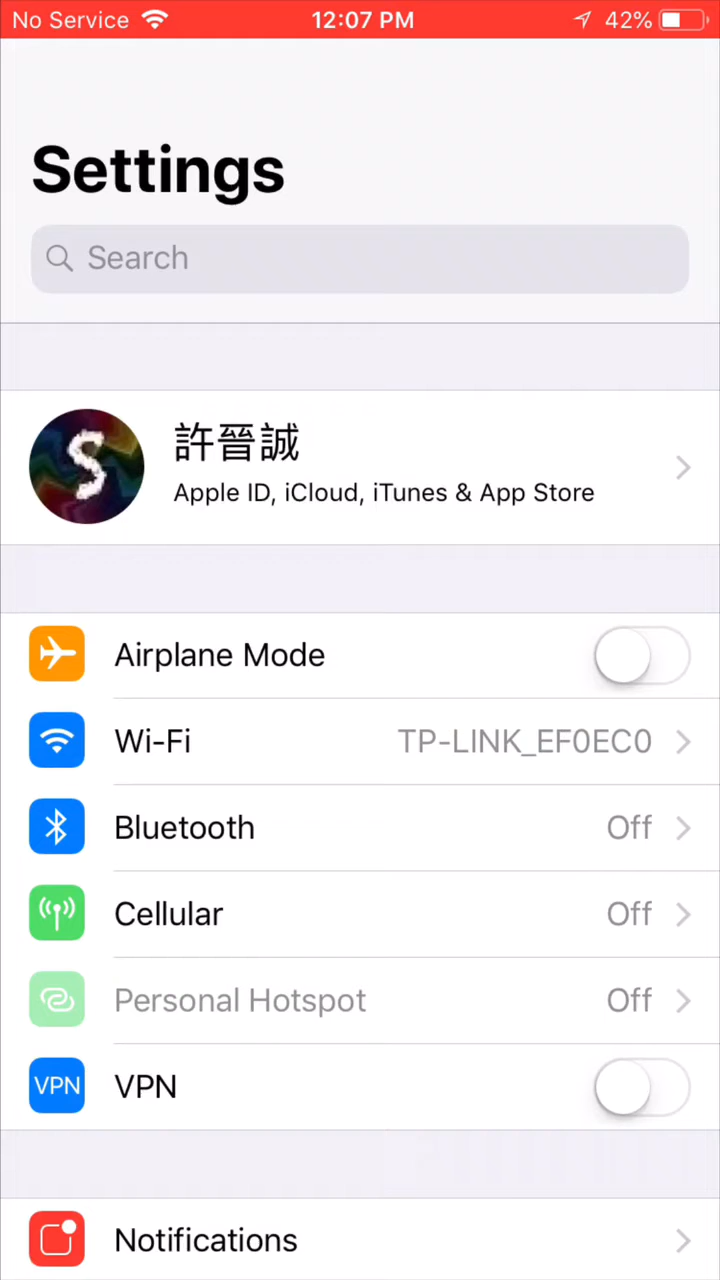 No Service 12:07 PM 42%
Settings
Search
S
許晉誠
Apple ID, iCloud, iTunes & App Store
Airplane Mode
Wi-Fi TP-LINK_EF0EC0
Bluetooth Off
Cellular Off
Personal Hotspot Off
VPN VPN
Notifications